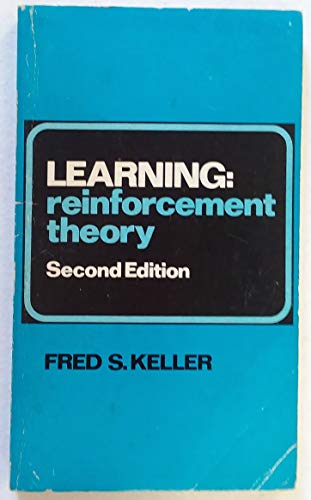 LEARNING:
reinforcement
theory
Second Edition
FRED S. KELLER